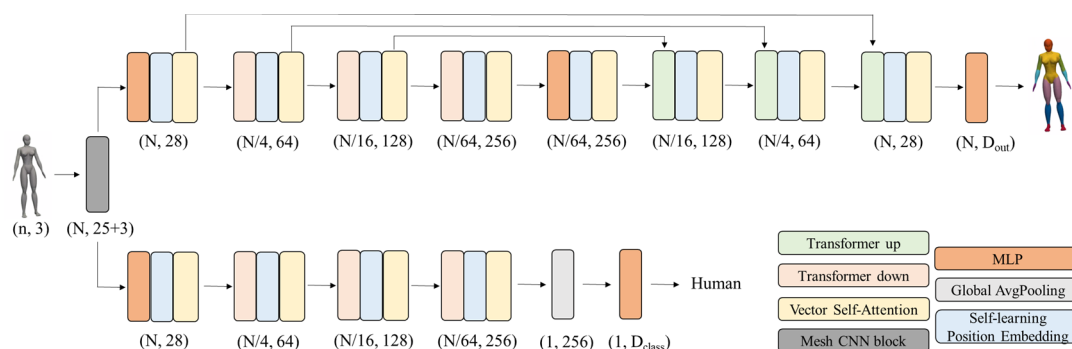 (N, 28) (N/4, 64) (N/16, 128) (N/64, 256) (N/64, 256) (N/16, 128) (N/4, 64) (N, 28) (N, Dout)
(n, 3) (N, 25+3)
Human
(N, 28) (N/4, 64) (N/16, 128) (N/64, 256) (1, 256) (1, Dclass)
Transformer up
Transformer down
Vector Self-Attention
Mesh CNN block
MLP
Global AvgPooling
Self-learning
Position Embedding